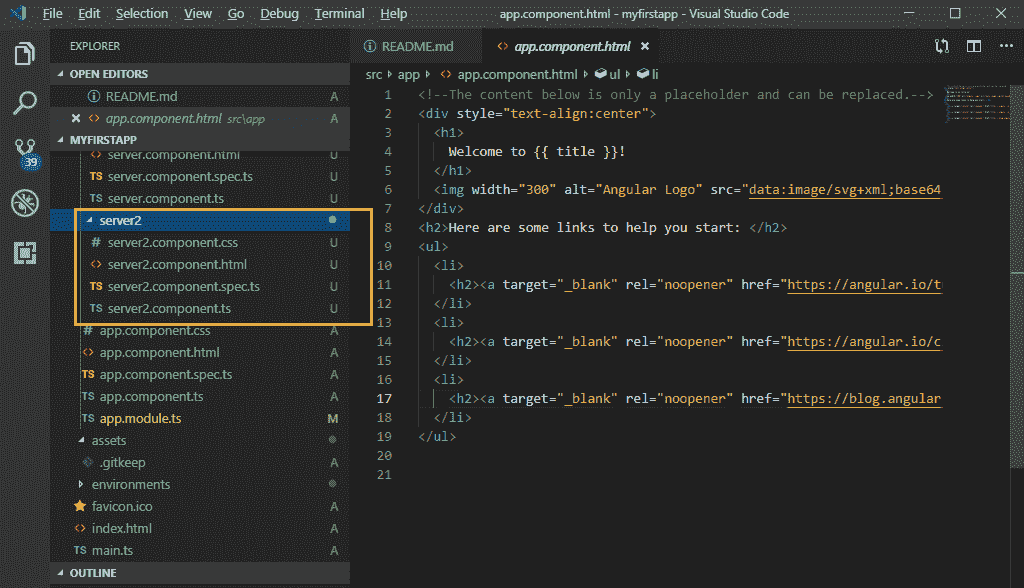 File Edit Selection View Go Debug Terminal Help app.component.html - myfirstapp - Visual Studio Code
EXPLORER
OPEN EDITORS
README.md A
app.component.html src\app A
MYFIRSTAPP
server.component.html U
TS server.component.spec.ts U
TS server.component.ts U
server2
# server2.component.css U
<> server2.component.html U
TS server2.component.spec.ts U
TS server2.component.ts U
# app.component.css A
<> app.component.html A
TS app.component.spec.ts A
TS app.component.ts A
TS app.module.ts M
assets
.gitkeep A
environments
favicon.ico A
<> index.html A
TS main.ts A
OUTLINE
39
README.md <> app.component.html
src app <> app.component.html ul li
1 <!--The content below is only a placeholder and can be replaced.-->
2 <div style="text-align:center">
3 <h1>
4 Welcome to {{ title }}!
5 </h1>
6 <img width="300" alt="Angular Logo" src="data:image/svg+xml;base64
7 </div>
8 <h2>Here are some links to help you start: </h2>
9 <ul>
10 <li>
11 <h2><a target="_blank" rel="noopener" href="https://angular.io/t
12 </li>
13 <li>
14 <h2><a target="_blank" rel="noopener" href="https://angular.io/c
15 </li>
16 <li>
17 <h2><a target="_blank" rel="noopener" href="https://blog.angular
18 </li>
19 </ul>
20
21